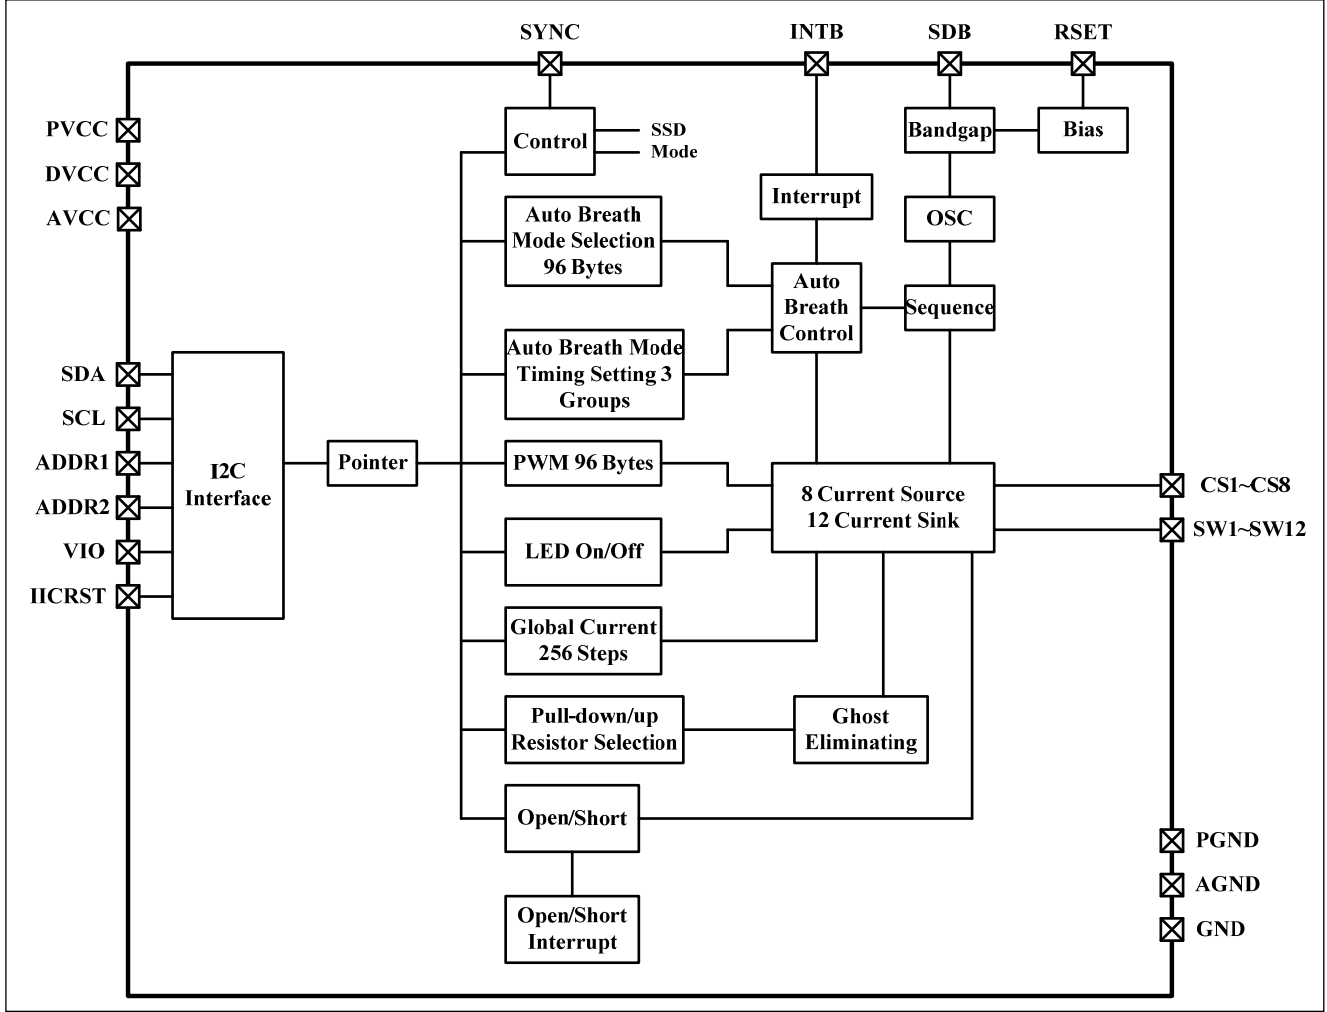 SYNC
INTB
SDB
RSET
PVCC
DVCC
AVCC
Control
SSD
Mode
Bandgap
Bias
Interrupt
OSC
Auto Breath
Mode Selection
96 Bytes
Auto
Breath
Control
Sequence
Auto Breath Mode
Timing Setting 3
Groups
SDA
SCL
ADDR1
ADDR2
VIO
IICRST
I2C
Interface
Pointer
PWM 96 Bytes
8 Current Source
12 Current Sink
CS1~CS8
SW1~SW12
LED On/Off
Global Current
256 Steps
Pull-down/up
Resistor Selection
Ghost
Eliminating
Open/Short
Open/Short
Interrupt
PGND
AGND
GND